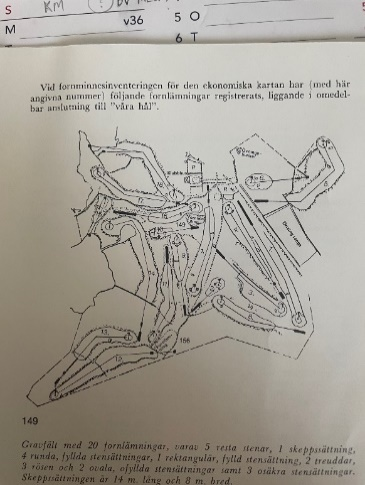 S KM
M v36 5 O
6 T
Vid fornminnesinventeringen för den ekonomiska kartan har (med här
angivna nummer) följande fornlämningar registrerats, liggande i omedel-
bar anslutning till "våra hål".
166
149
Gravfält med 20 fornlämningar, varav 5 resta stenar, 1 skeppssättning,
4 runda, fyllda stensättningar, 1 rektangulär, fylld stensättning, 2 treuddar,
3 rösen och 2 ovala, ofyllda stensättningar samt 3 osäkra stensättningar.
Skeppssättningen är 14 m. lång och 8 m. bred.